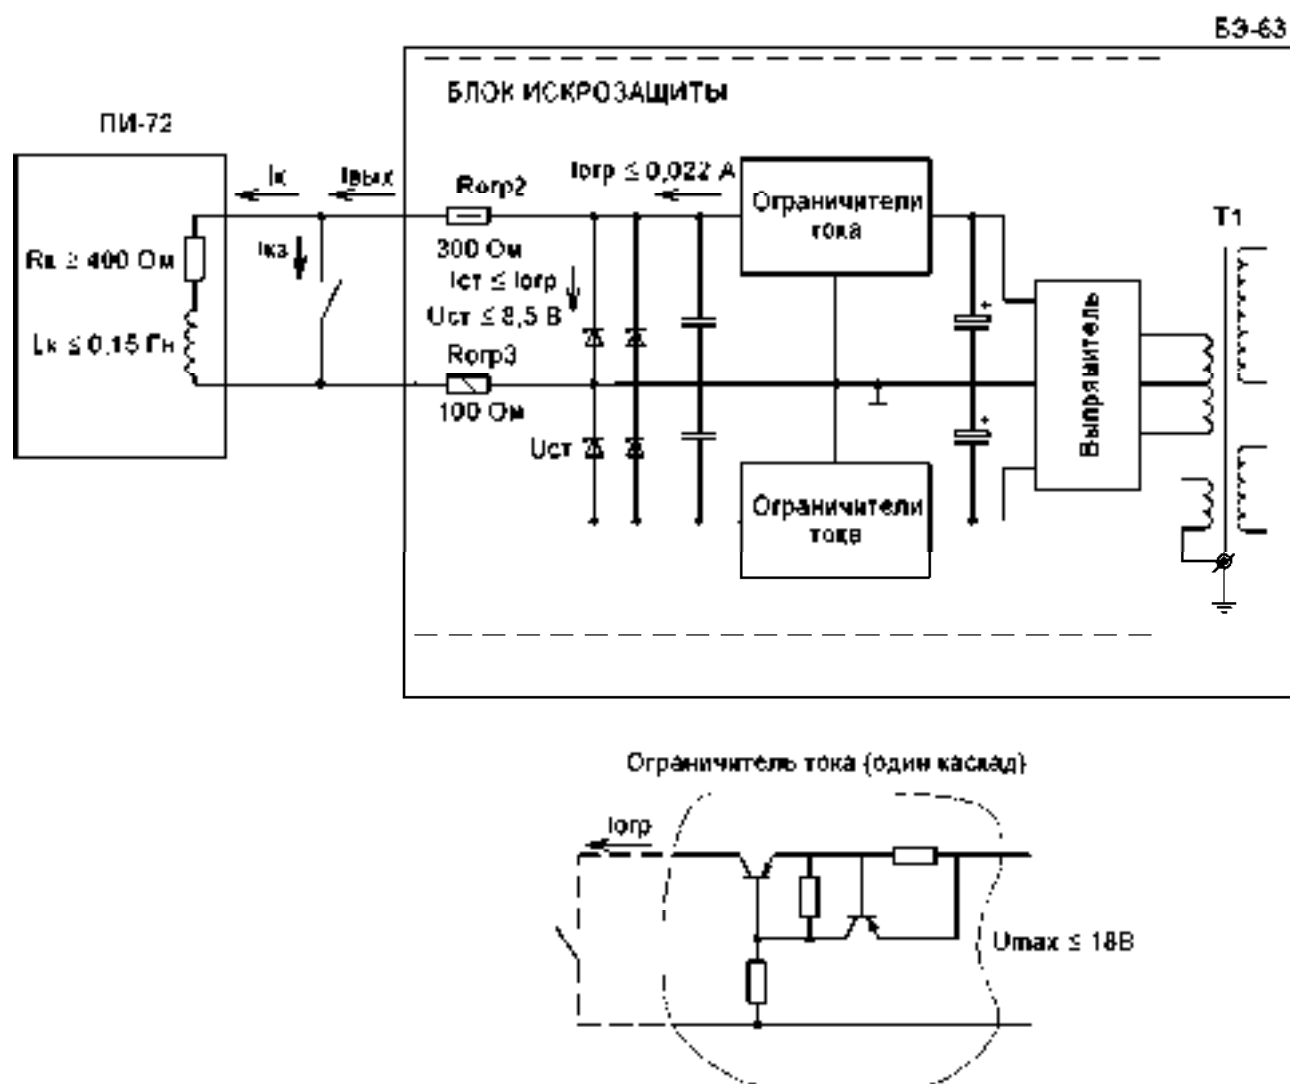 БЭ-63
БЛОК ИСКРОЗАЩИТЫ
ПИ-72
Iк
Iвых
Rогр2
Iогр ≤ 0,022 А
Ограничители
тока
Т1
Iкз
300 Ом
Rк ≥ 400 Ом
Iст ≤ Iогр
Uст ≤ 8,5 В
Lк ≤ 0,15 Гн
Rогр3
100 Ом
Uст
+
+
Выпрямитель
Ограничители
тока
Ограничитель тока (один каскад)
Iогр
Umax ≤ 18В